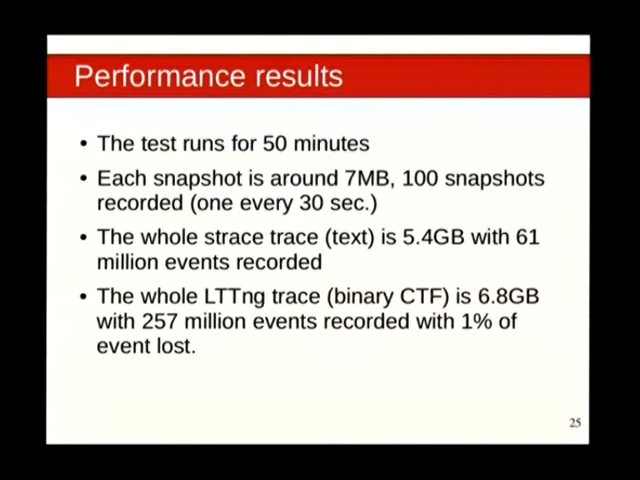 Performance results
• The test runs for 50 minutes
• Each snapshot is around 7MB, 100 snapshots
recorded (one every 30 sec.)
• The whole strace trace (text) is 5.4GB with 61
million events recorded
• The whole LTTng trace (binary CTF) is 6.8GB
with 257 million events recorded with 1% of
event lost.
25